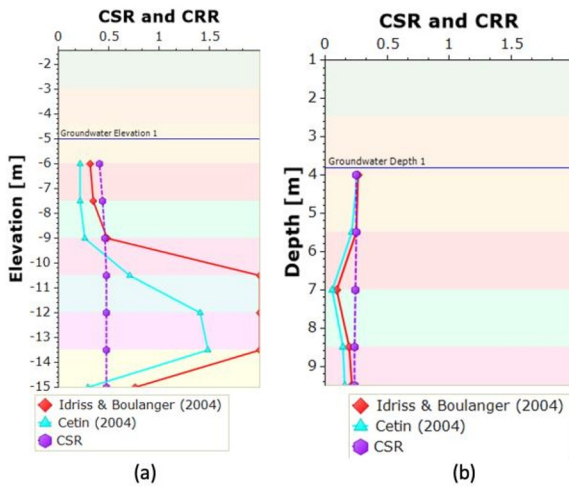 CSR and CRR
0 0.5 1 1.5
Elevation [m]
-2
-3
-4
-5
-6
-7
-8
-9
-10
-11
-12
-13
-14
-15
Groundwater Elevation 1
Idriss & Boulanger (2004)
Cetin (2004)
CSR
(a)
CSR and CRR
0 0.5 1 1.5
Depth [m]
1
2
3
4
5
6
7
8
9
Groundwater Depth 1
Idriss & Boulanger (2004)
Cetin (2004)
CSR
(b)